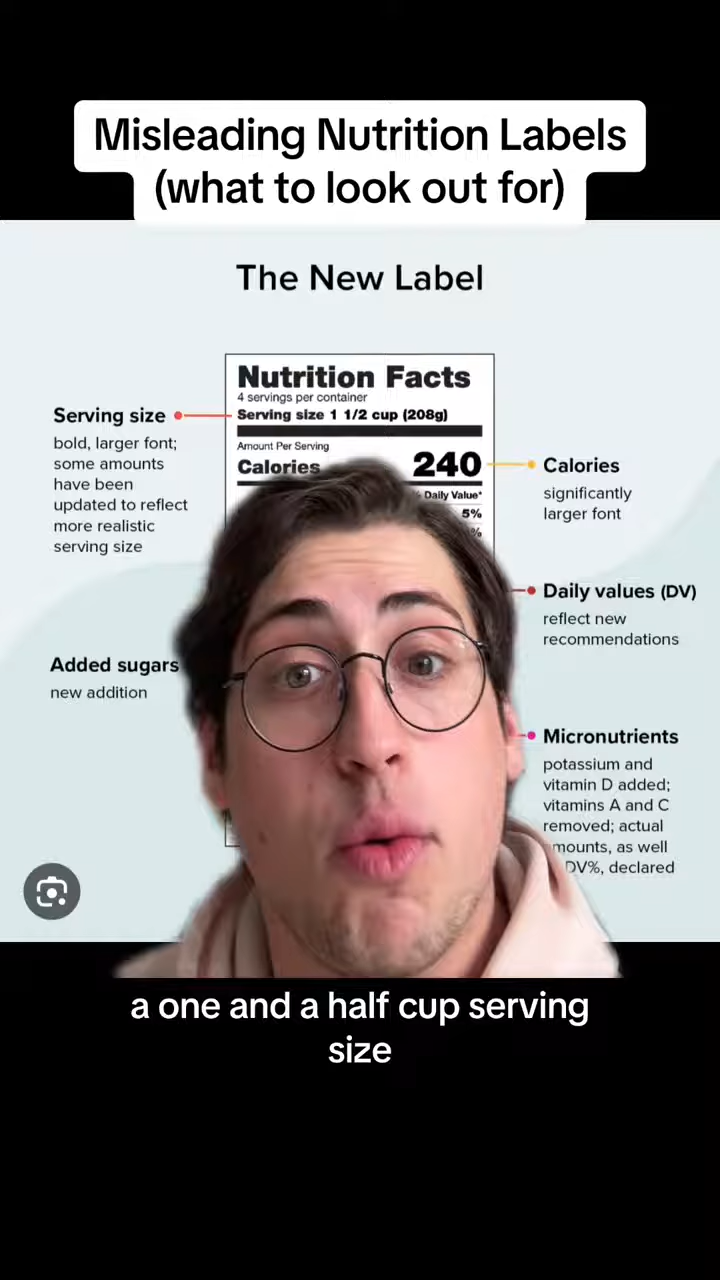 Misleading Nutrition Labels
(what to look out for)
The New Label
Nutrition Facts
4 servings per container
Serving size 1 1/2 cup (208g)
Amount Per Serving
Calories 240
Daily Value*
5%
%
Serving size
bold, larger font;
some amounts
have been
updated to reflect
more realistic
serving size
Added sugars
new addition
Calories
significantly
larger font
Daily values (DV)
reflect new
recommendations
Micronutrients
potassium and
vitamin D added;
vitamins A and C
removed; actual
mounts, as well
DV%, declared
a one and a half cup serving
size